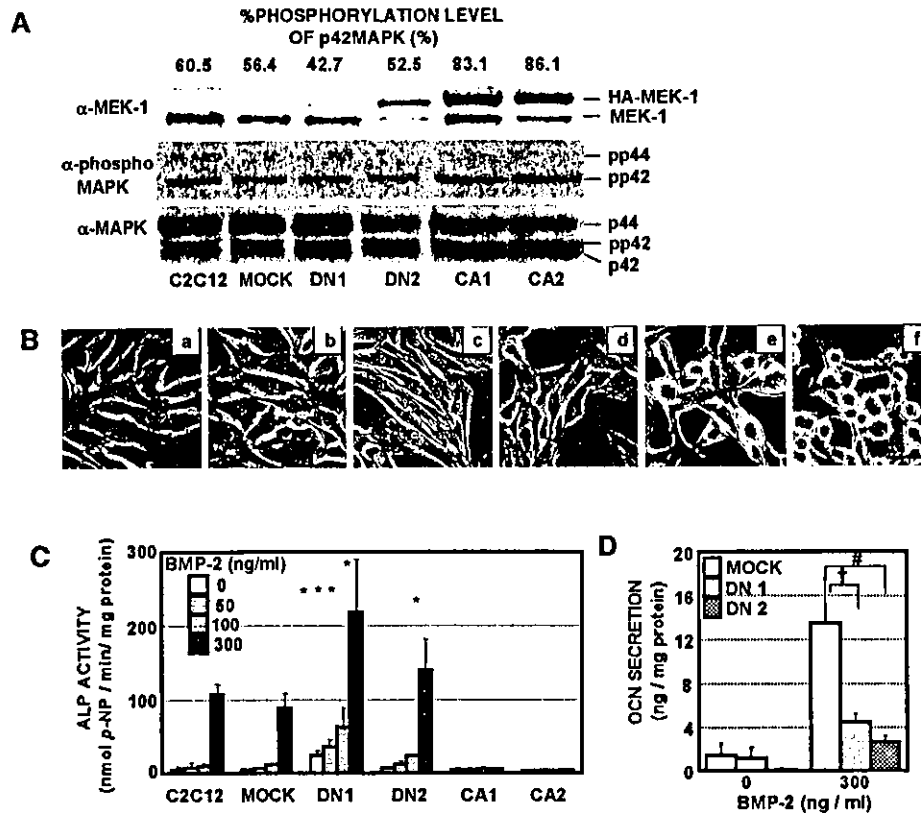 A
%PHOSPHORYLATION LEVEL
OF p42MAPK (%)
60.5 56.4 42.7 52.5 83.1 86.1
α-MEK-1
HA-MEK-1
MEK-1
α-phospho
MAPK
pp44
pp42
α-MAPK
p44
pp42
p42
C2C12 MOCK DN1 DN2 CA1 CA2
B
a b c d e f
C
BMP-2 (ng/ml)
0
50
100
300
* * * *
*
300
200
100
0
ALP ACTIVITY
(nmol p-NP / min/ mg protein)
C2C12 MOCK DN1 DN2 CA1 CA2
D
MOCK
DN 1
DN 2
#
†
20
16
12
8
4
0
OCN SECRETION
(ng / mg protein)
0 300
BMP-2 (ng / ml)